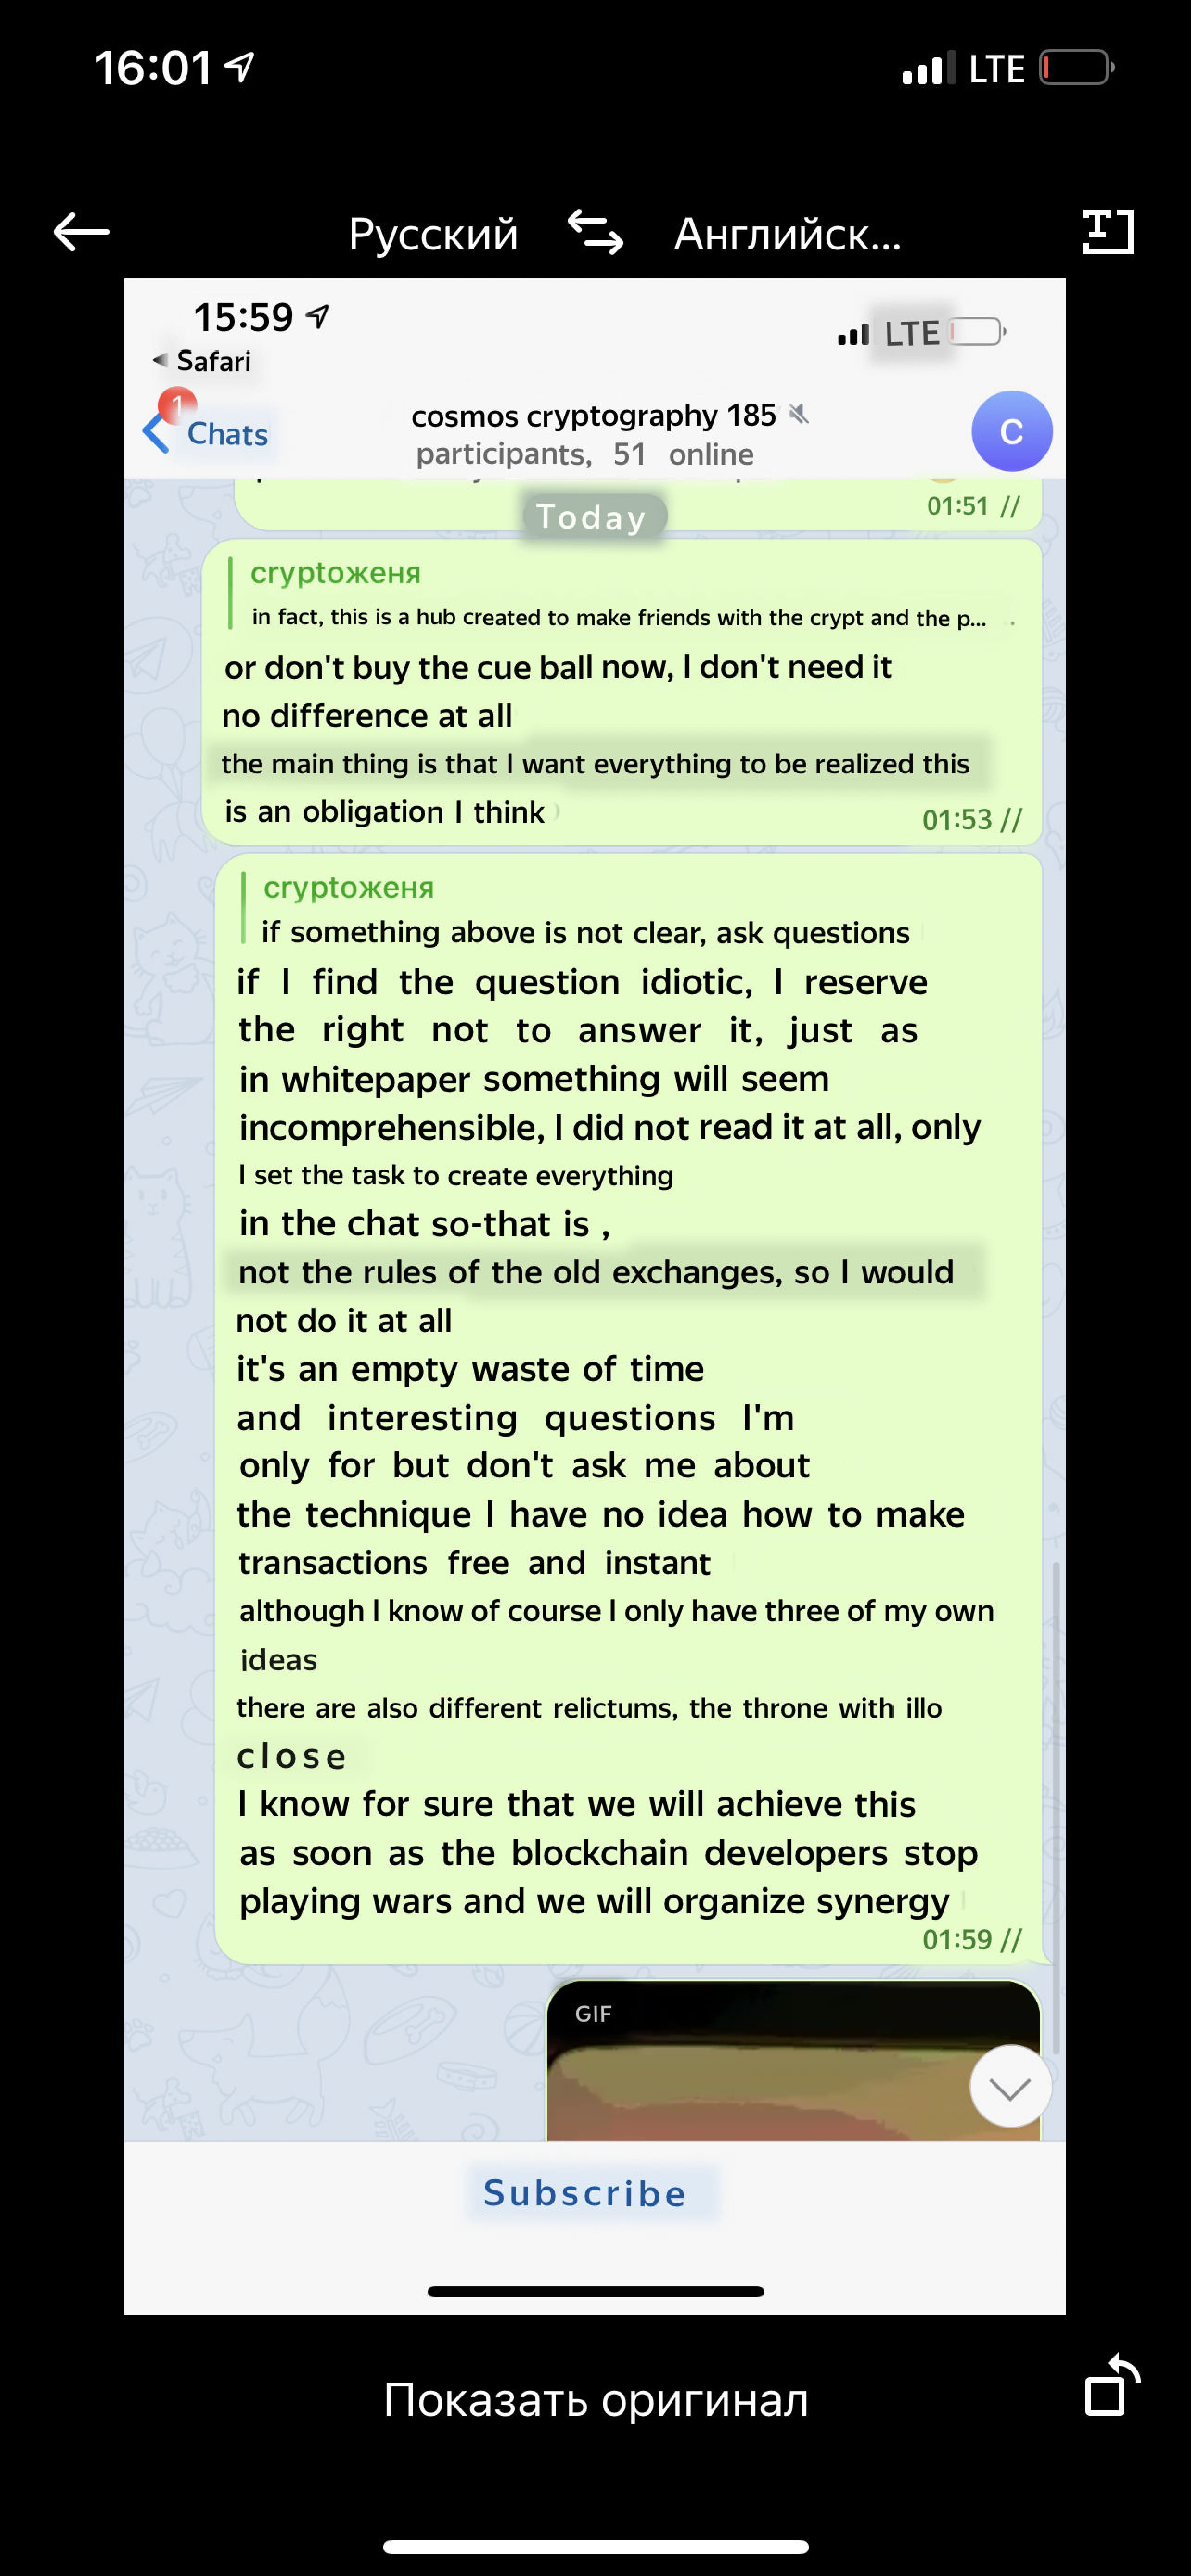 16:01
LTE
Русский
Английск...
15:59
LTE
Safari
1
Chats
cosmos cryptography 185
participants, 51 online
C
01:51 //
Today
cryptoженя
in fact, this is a hub created to make friends with the crypt and the p...
or don't buy the cue ball now, I don't need it
no difference at all
the main thing is that I want everything to be realized this
is an obligation I think
01:53 //
cryptoженя
if something above is not clear, ask questions
if I find the question idiotic, I reserve
the right not to answer it, just as
in whitepaper something will seem
incomprehensible, I did not read it at all, only
I set the task to create everything
in the chat so-that is ,
not the rules of the old exchanges, so I would
not do it at all
it's an empty waste of time
and interesting questions I'm
only for but don't ask me about
the technique I have no idea how to make
transactions free and instant
although I know of course I only have three of my own
ideas
there are also different relictums, the throne with illo
close
I know for sure that we will achieve this
as soon as the blockchain developers stop
playing wars and we will organize synergy
01:59 //
GIF
Subscribe
Показать оригинал